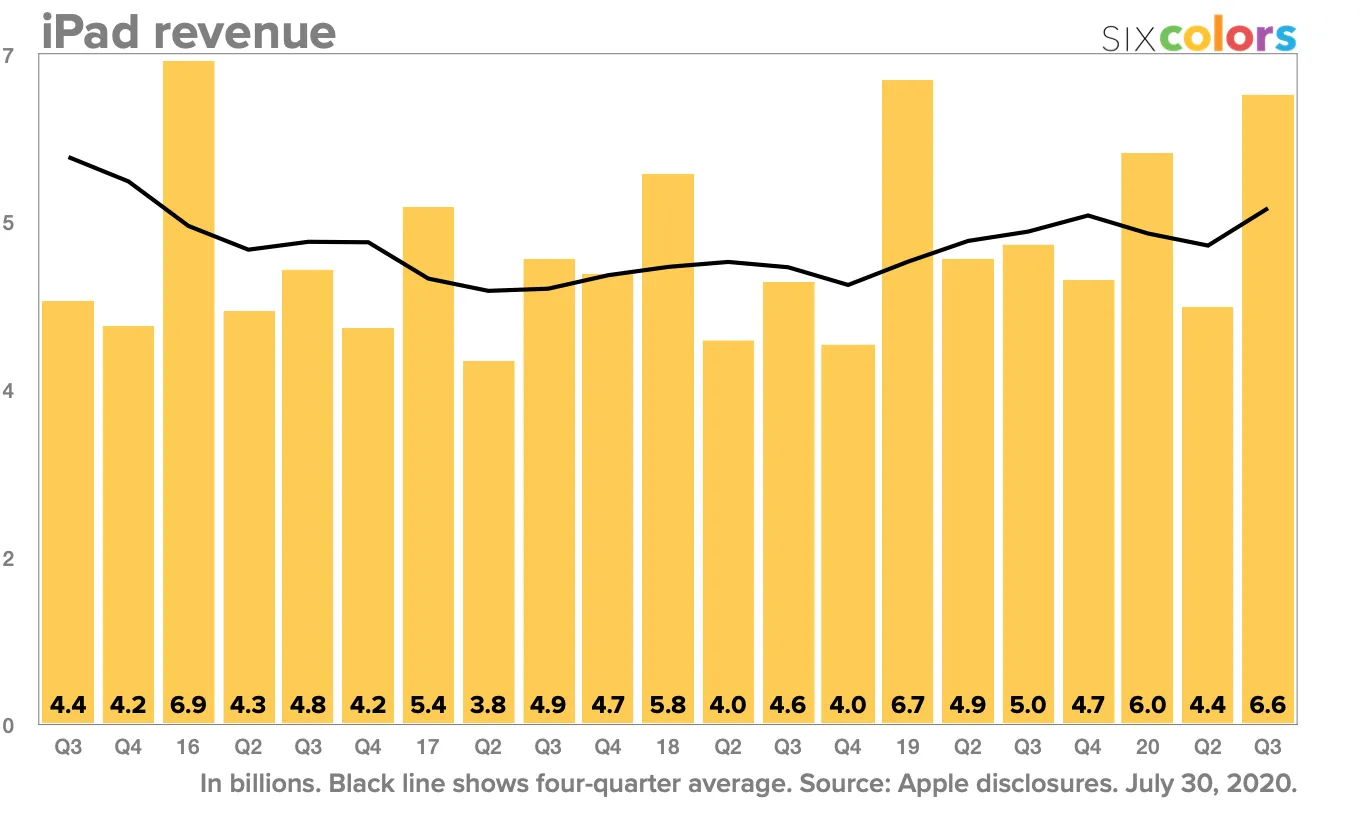 iPad revenue
SIXcolors
7
5
4
2
0
4.4 4.2 6.9 4.3 4.8 4.2 5.4 3.8 4.9 4.7 5.8 4.0 4.6 4.0 6.7 4.9 5.0 4.7 6.0 4.4 6.6
Q3 Q4 16 Q2 Q3 Q4 17 Q2 Q3 Q4 18 Q2 Q3 Q4 19 Q2 Q3 Q4 20 Q2 Q3
In billions. Black line shows four-quarter average. Source: Apple disclosures. July 30, 2020.